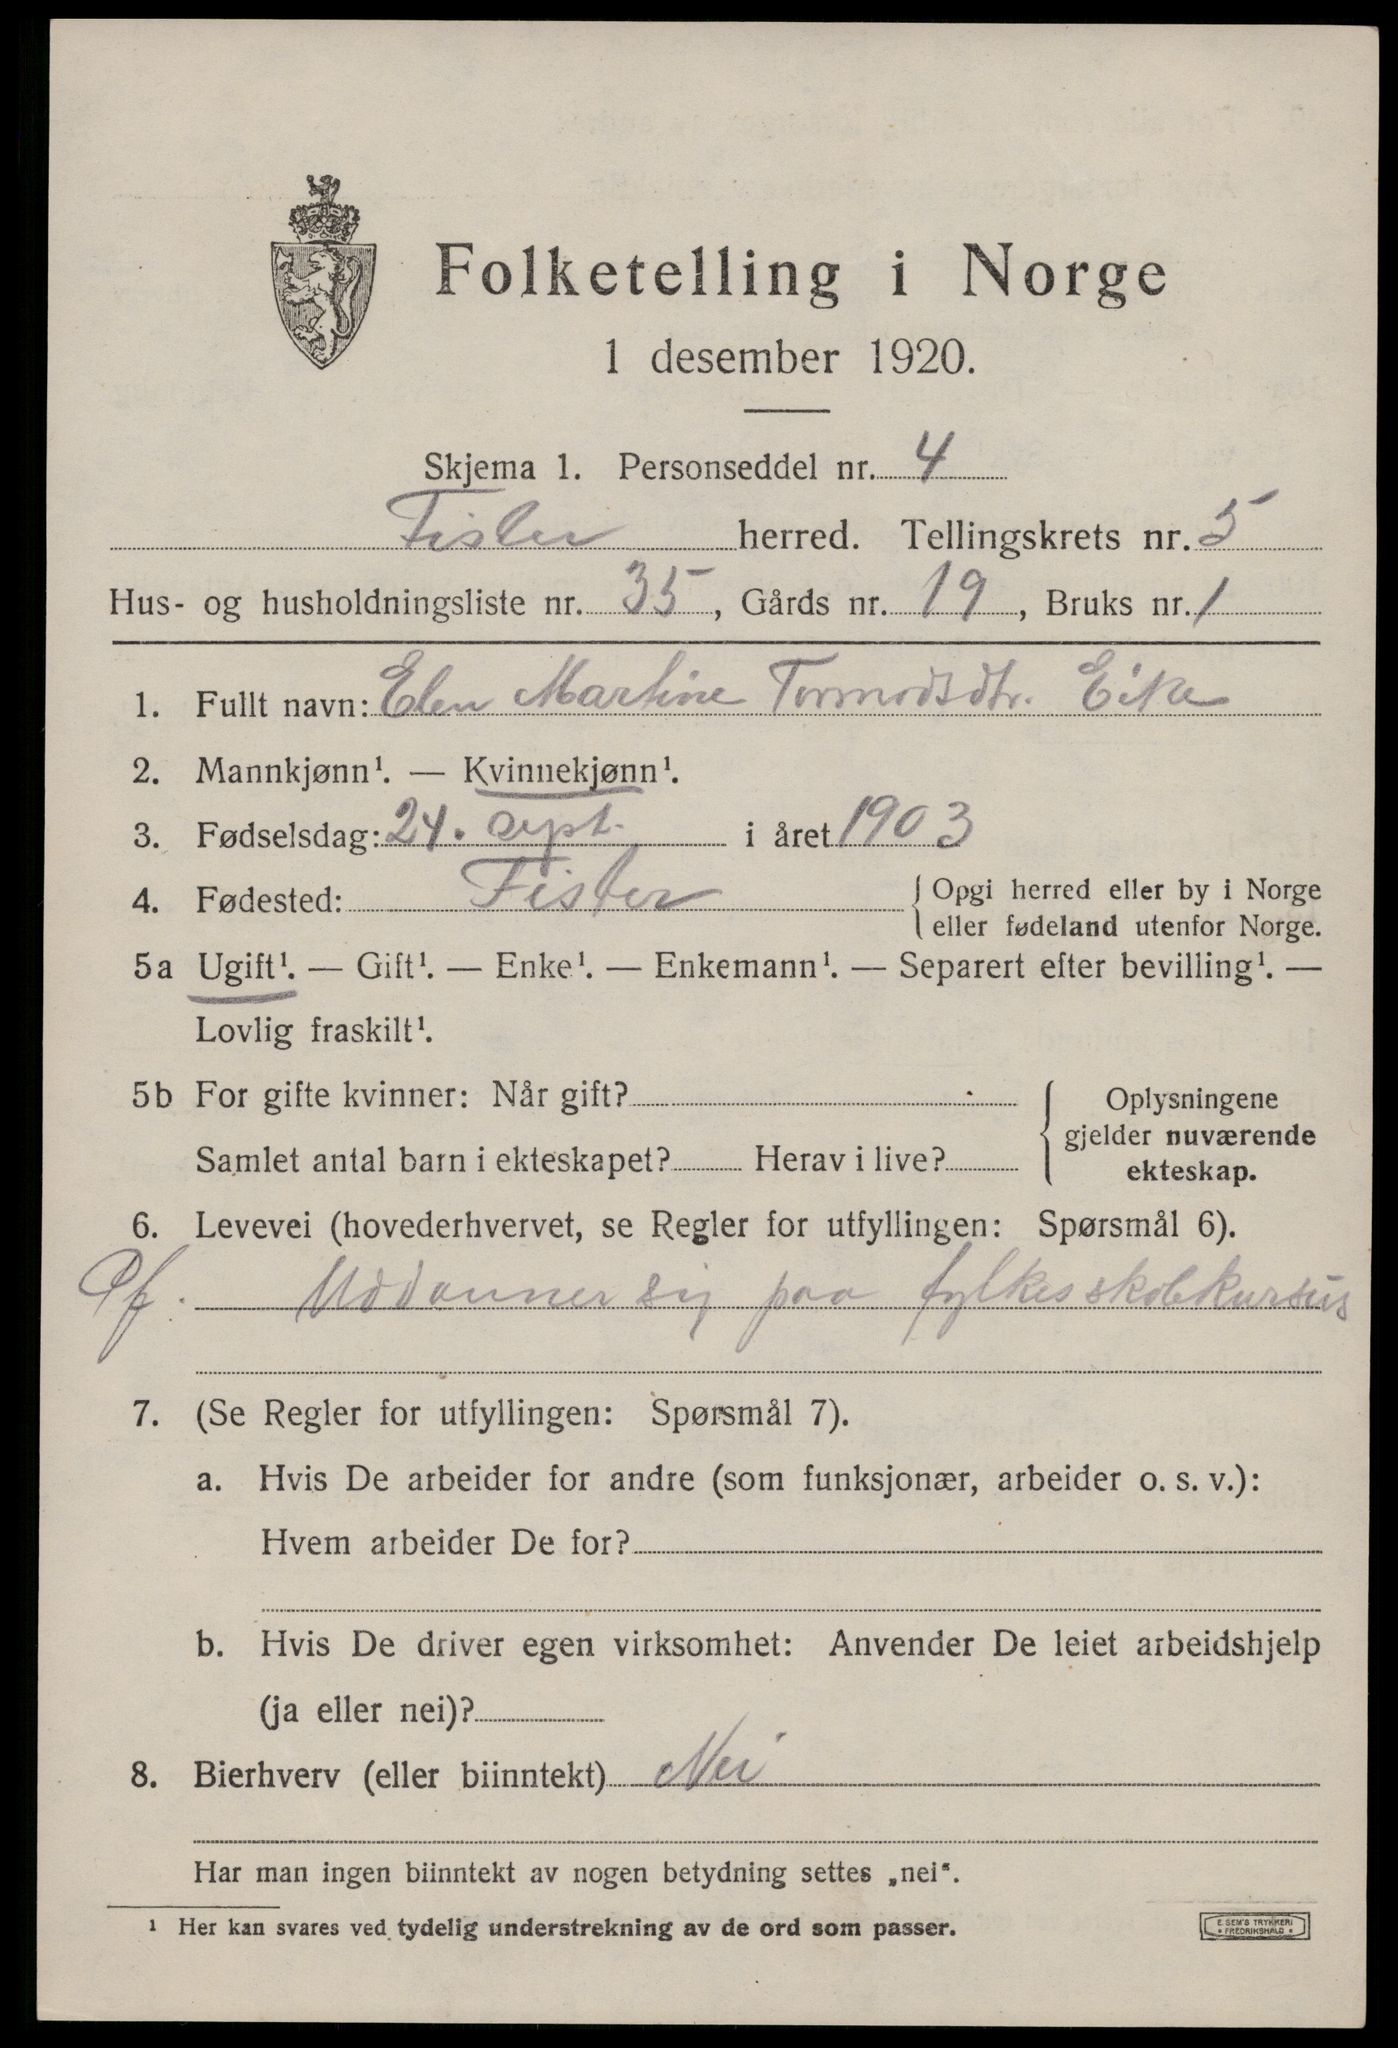 Folketelling i Norge
1 desember 1920.
Skjema 1. Personseddel nr. 4
Fister herred. Tellingskrets nr. 5
Hus- og husholdningsliste nr. 35, Gårds nr. 19, Bruks nr. 1
1. Fullt navn: Elen Martine Tormodsdtr. Eike
2. Mannkjønn¹. — Kvinnekjønn¹.
3. Fødselsdag: 24. sept. i året 1903
4. Fødested: Fister { Opgi herred eller by i Norge
eller fødeland utenfor Norge.
5a Ugift¹. — Gift¹. — Enke¹. — Enkemann¹. — Separert efter bevilling¹. —
Lovlig fraskilt¹.
5b For gifte kvinner: Når gift? { Oplysningene
gjelder nuværende
Samlet antal barn i ekteskapet? Herav i live? ekteskap.
6. Levevei (hovederhvervet, se Regler for utfyllingen: Spørsmål 6).
Pf. Uddanner sig paa fylkesskolekursus
7. (Se Regler for utfyllingen: Spørsmål 7).
a. Hvis De arbeider for andre (som funksjonær, arbeider o. s. v.):
Hvem arbeider De for?
b. Hvis De driver egen virksomhet: Anvender De leiet arbeidshjelp
(ja eller nei)?
8. Bierhverv (eller biinntekt) Nei
Har man ingen biinntekt av nogen betydning settes „nei".
¹ Her kan svares ved tydelig understrekning av de ord som passer.
E. SEM'S TRYKKERI
* FREDRIKSHALD *